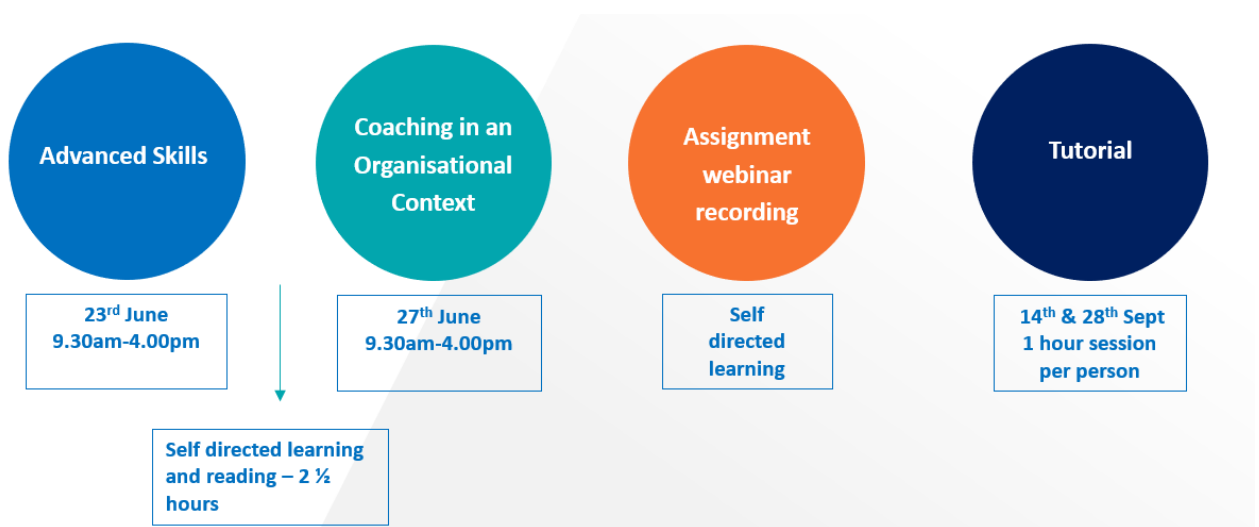 Advanced Skills
23rd June
9.30am-4.00pm
Self directed learning
and reading – 2 ½
hours
Coaching in an
Organisational
Context
27th June
9.30am-4.00pm
Assignment
webinar
recording
Self
directed
learning
Tutorial
14th & 28th Sept
1 hour session
per person